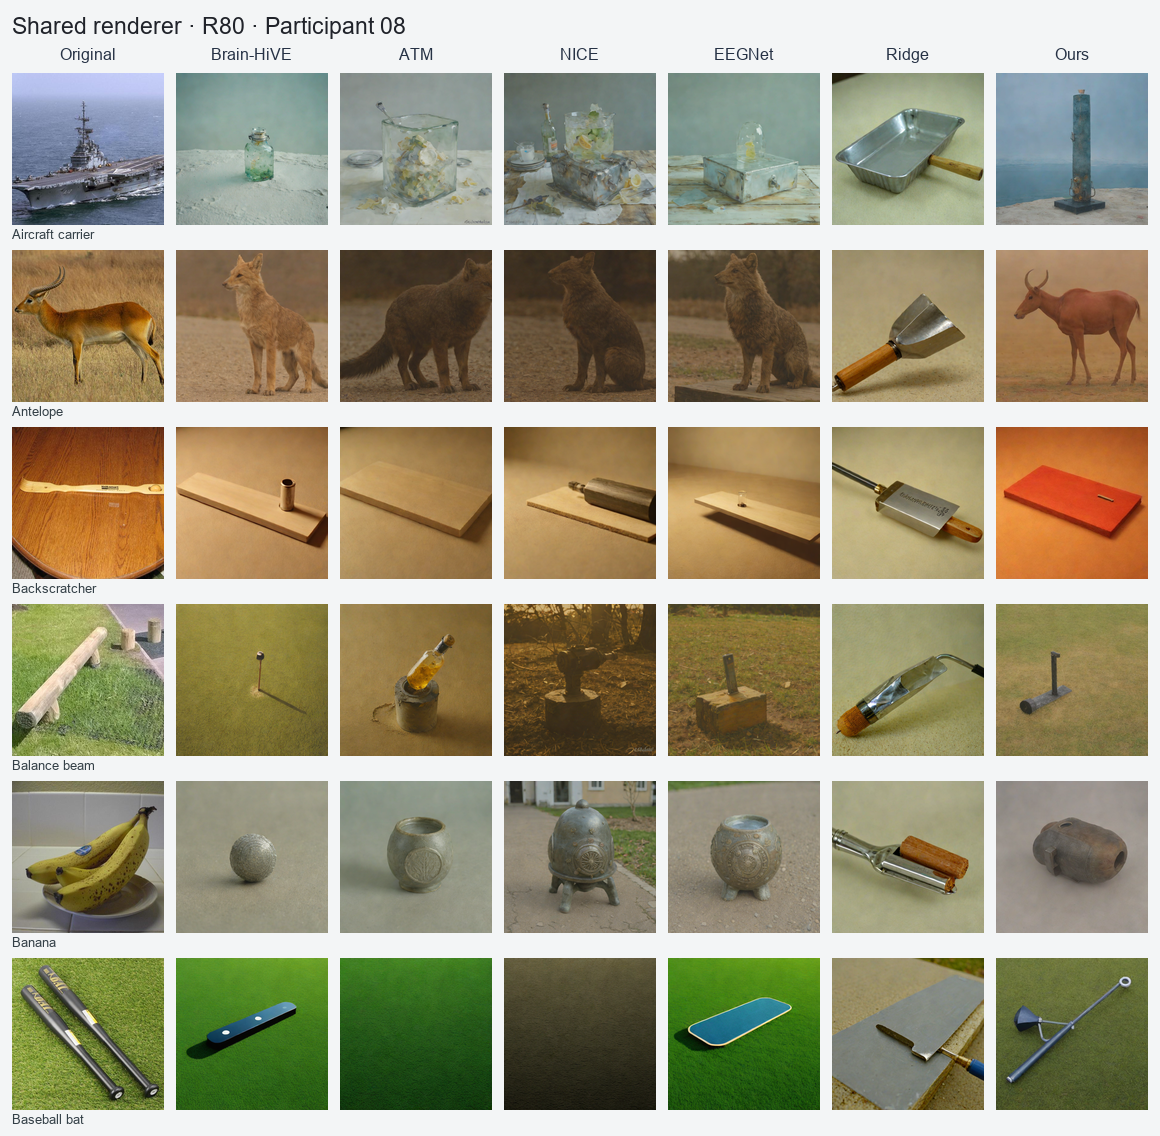 Shared renderer · R80 · Participant 08
Original Brain-HiVE ATM NICE EEGNet Ridge Ours
Aircraft carrier
Antelope
Backscratcher
Balance beam
Banana
Baseball bat